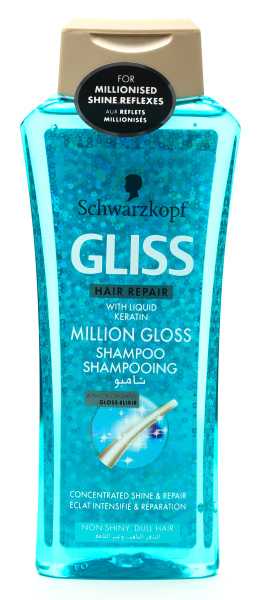 FOR
MILLIONISED
SHINE REFLEXES
AUX REFLETS
MILLIONISÉS
Schwarzkopf
GLISS
HAIR REPAIR
WITH LIQUID
KERATIN
MILLION GLOSS
SHAMPOO
SHAMPOOING
شامبو
GLOSS-ELIXIR
CONCENTRATED SHINE & REPAIR
ÉCLAT INTENSIFIÉ & RÉPARATION
NON SHINY, DULL HAIR